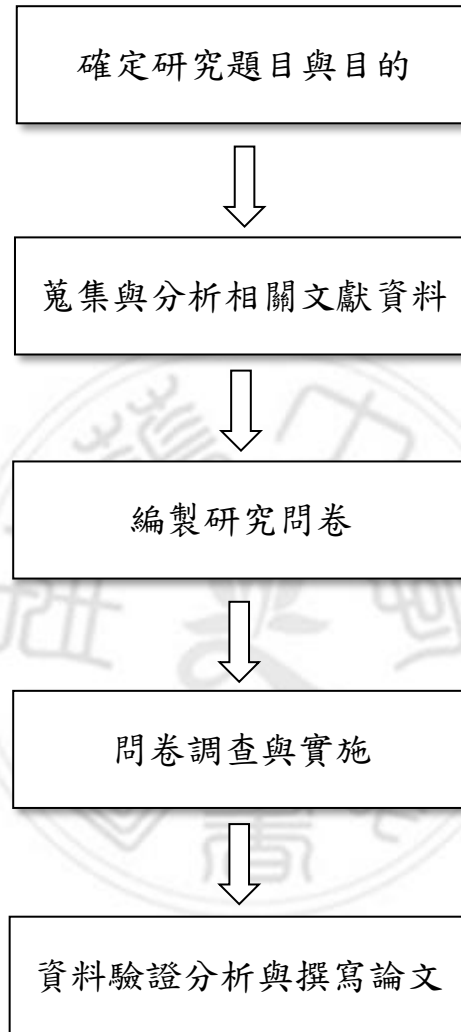 確定研究題目與目的
蒐集與分析相關文獻資料
編製研究問卷
問卷調查與實施
資料驗證分析與撰寫論文